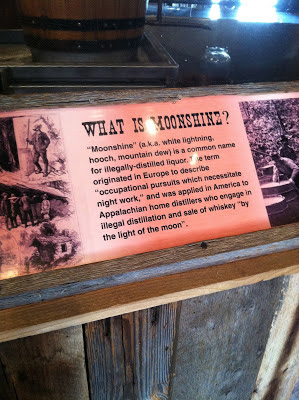 WHAT IS MOONSHINE?
"Moonshine" (a.k.a. white lightning,
hooch, mountain dew) is a common name
for illegally-distilled liquor. The term
originated in Europe to describe
"occupational pursuits which necessitate
night work," and was applied in America to
Appalachian home distillers who engage in
illegal distillation and sale of whiskey "by
the light of the moon".